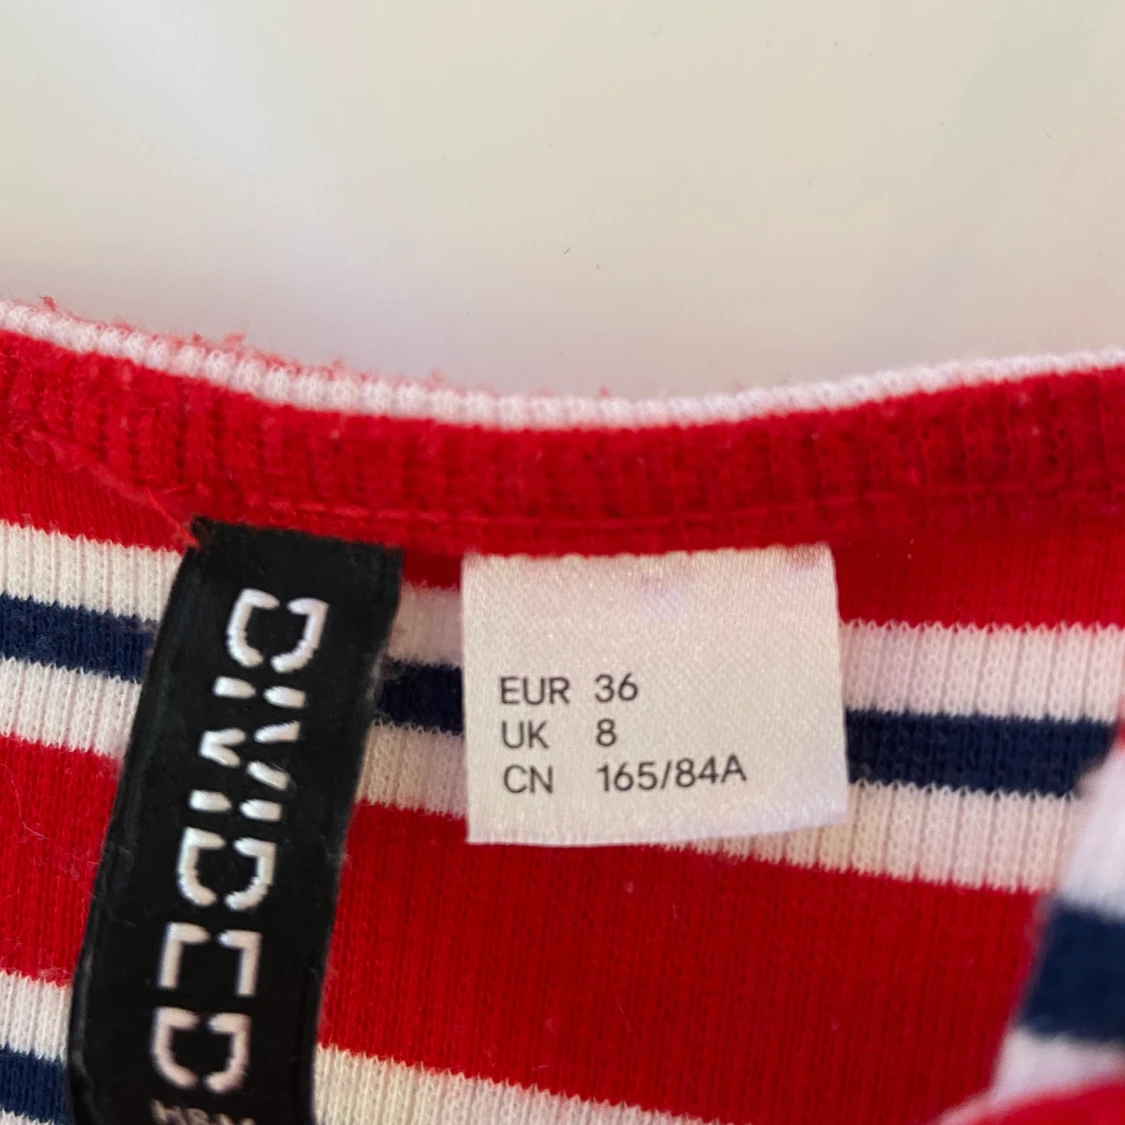 DIVIDED
H&M
EUR 36
UK 8
CN 165/84A